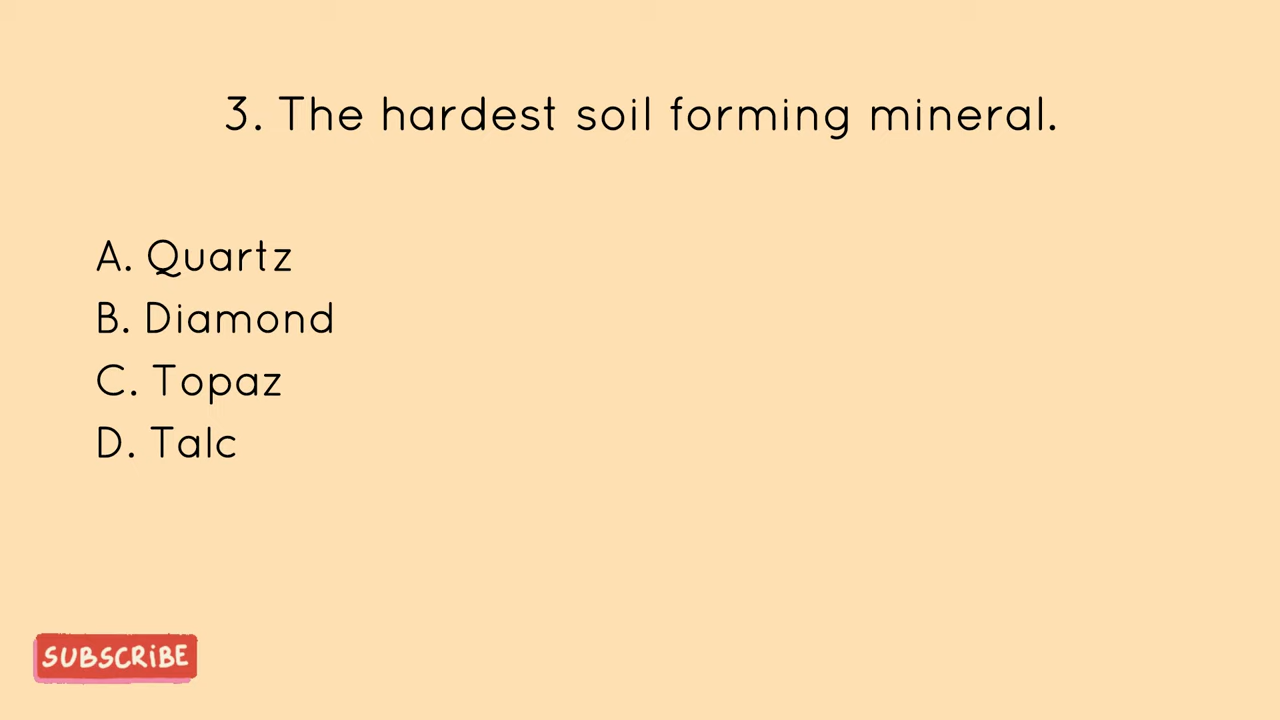 3. The hardest soil forming mineral.
A. Quartz
B. Diamond
C. Topaz
D. Talc
SUBSCRiBE